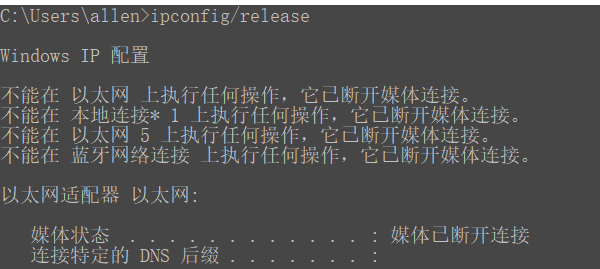 C:\Users\allen>ipconfig/release
Windows IP 配置
不能在 以太网 上执行任何操作，它已断开媒体连接。
不能在 本地连接* 1 上执行任何操作，它已断开媒体连接。
不能在 以太网 5 上执行任何操作，它已断开媒体连接。
不能在 蓝牙网络连接 上执行任何操作，它已断开媒体连接。
以太网适配器 以太网:
媒体状态 . . . . . . . . . . . . : 媒体已断开连接
连接特定的 DNS 后缀 . . . . . . . :